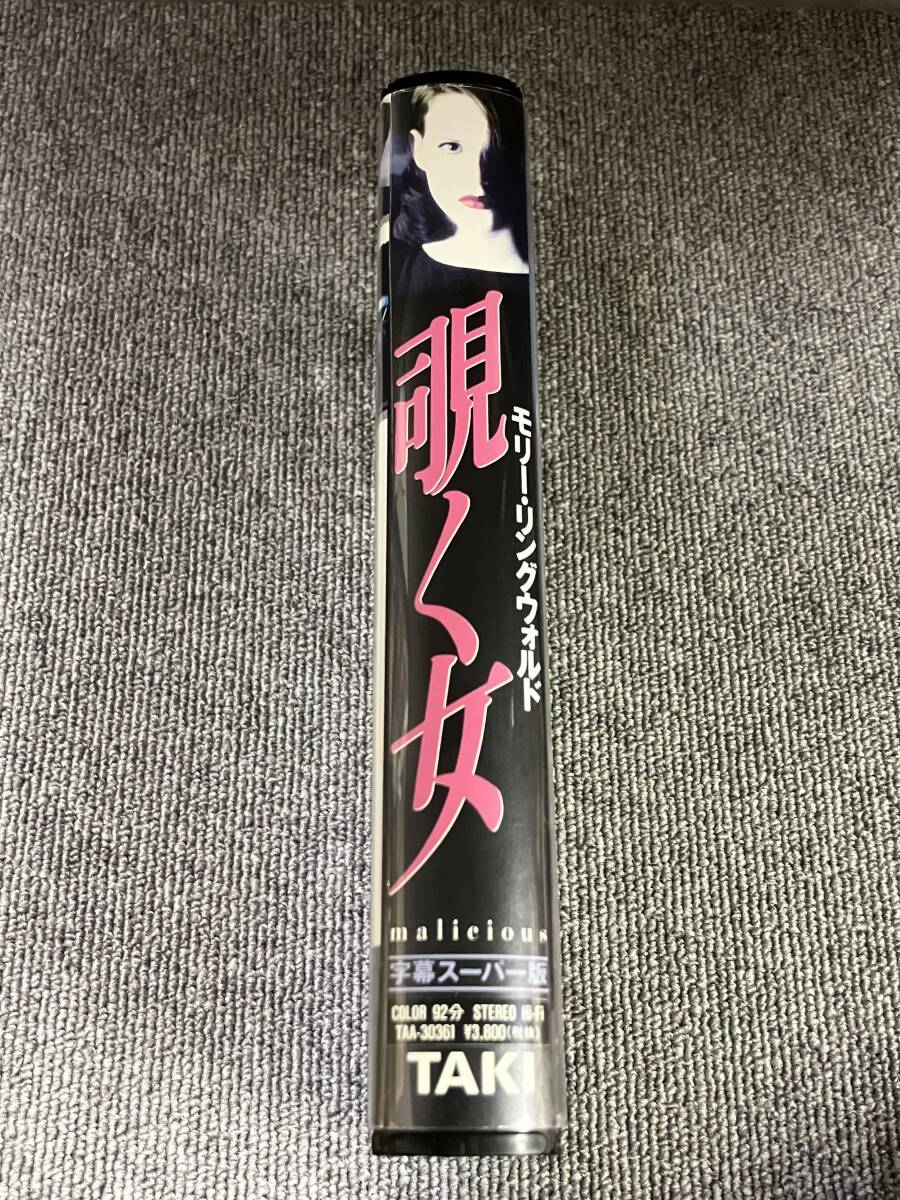 覗く女
モリー・リングウォルド
malicious
字幕スーパー版
COLOR 92分 STEREO Hi-Fi
TAA-30361 ¥3,800(税抜)
TAKI